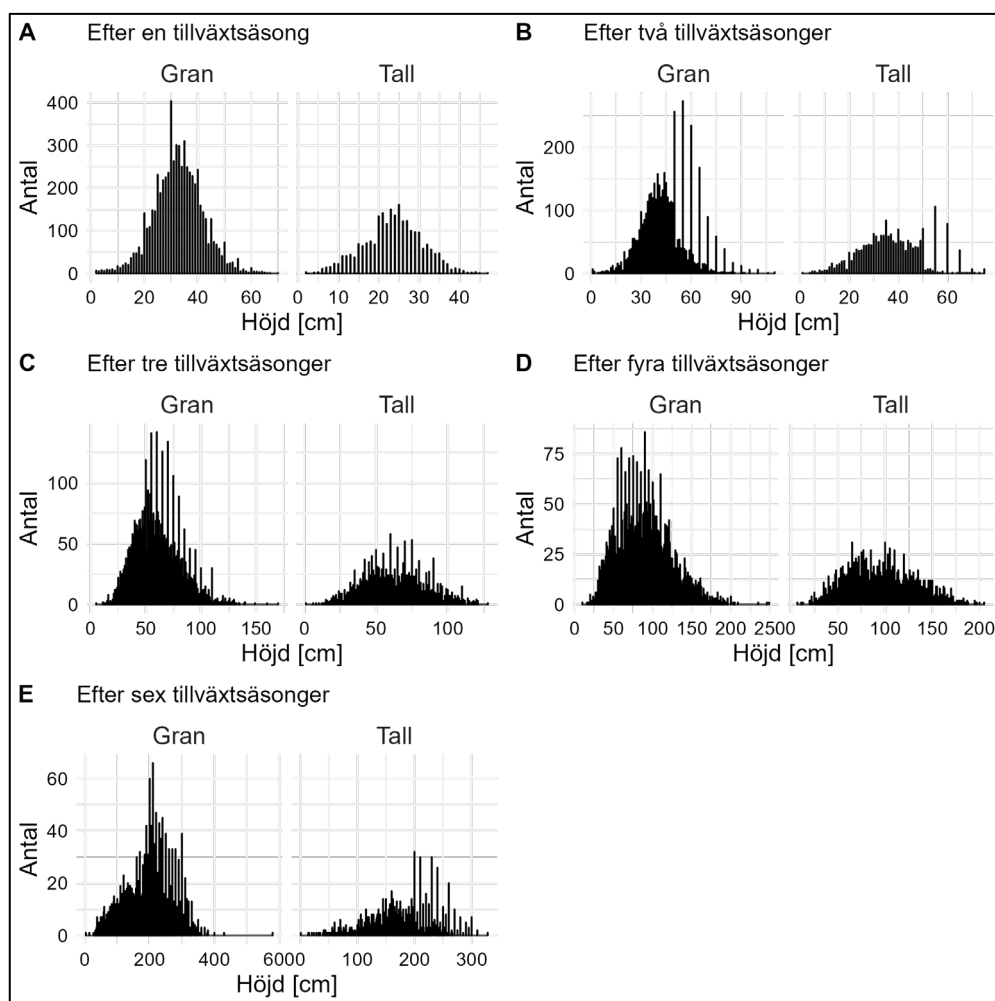 A Efter en tillväxtsäsong
Gran Tall
Antal
400
300
200
100
0
0 20 40 60 0 10 20 30 40
Höjd [cm]
B Efter två tillväxtsäsonger
Gran Tall
Antal
200
100
0
0 30 60 90 0 20 40 60
Höjd [cm]
C Efter tre tillväxtsäsonger
Gran Tall
Antal
100
50
0
0 50 100 150 0 50 100
Höjd [cm]
D Efter fyra tillväxtsäsonger
Gran Tall
Antal
75
50
25
0
0 50 100 150 200 250 0 50 100 150 200
Höjd [cm]
E Efter sex tillväxtsäsonger
Gran Tall
Antal
60
40
20
0
0 200 400 600 0 100 200 300
Höjd [cm]